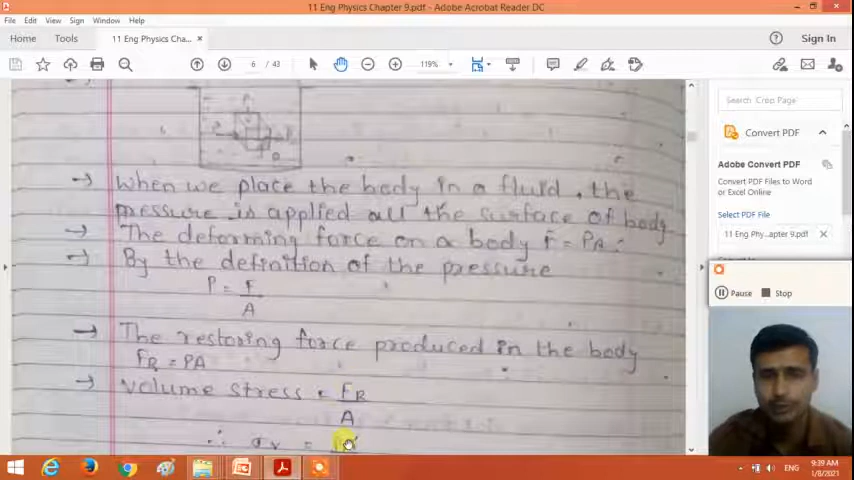 11 Eng Physics Chapter 9.pdf - Adobe Acrobat Reader DC
File Edit View Sign Window Help
Home Tools 11 Eng Physics Cha... × Sign In
6 / 43 119%
Search 'Crop Page'
Convert PDF
Adobe Convert PDF
Convert PDF Files to Word or Excel Online
Select PDF File
11 Eng Phy...apter 9.pdf ×
Pause Stop
→ When we place the body in a fluid, the
pressure is applied all the surface of body
→ The deforming force on a body F = PA.
→ By the definition of the pressure
P = F
A
→ The restoring force produced in the body
FR = PA
→ volume stress = FR
A
∴ σv =
ENG
9:39 AM
1/8/2021